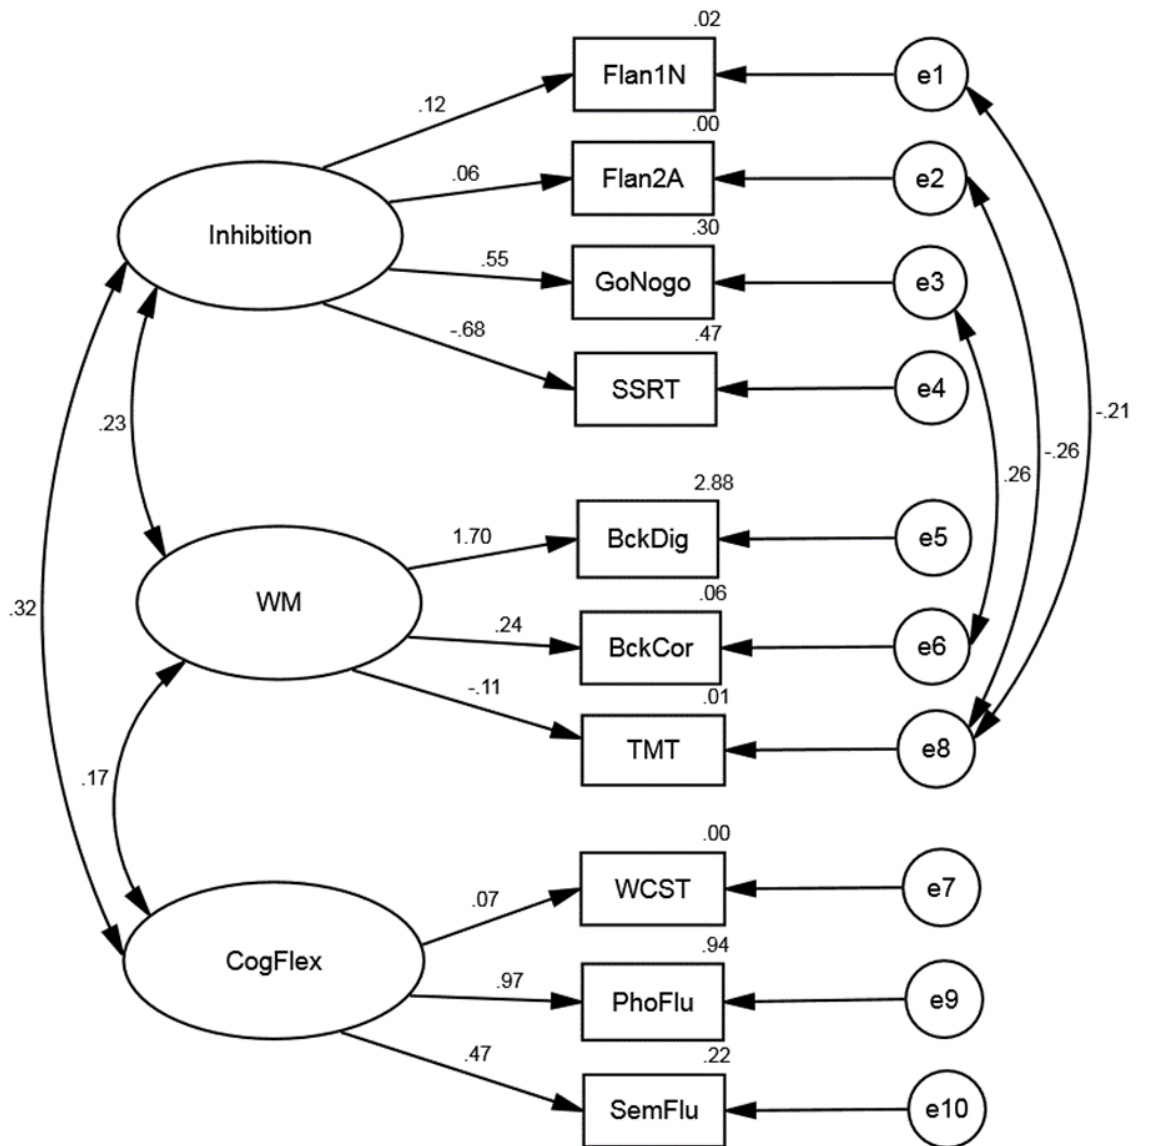 .02
Flan1N
e1
.12
.00
Flan2A
e2
.06
.30
Inhibition
GoNogo
e3
.55
.47
-.68
SSRT
e4
-.21
.23
-.26
.26
2.88
1.70
BckDig
e5
.06
WM
.32
.24
BckCor
e6
.01
-.11
TMT
e8
.17
.00
WCST
e7
.07
.94
CogFlex
.97
PhoFlu
e9
.22
.47
SemFlu
e10